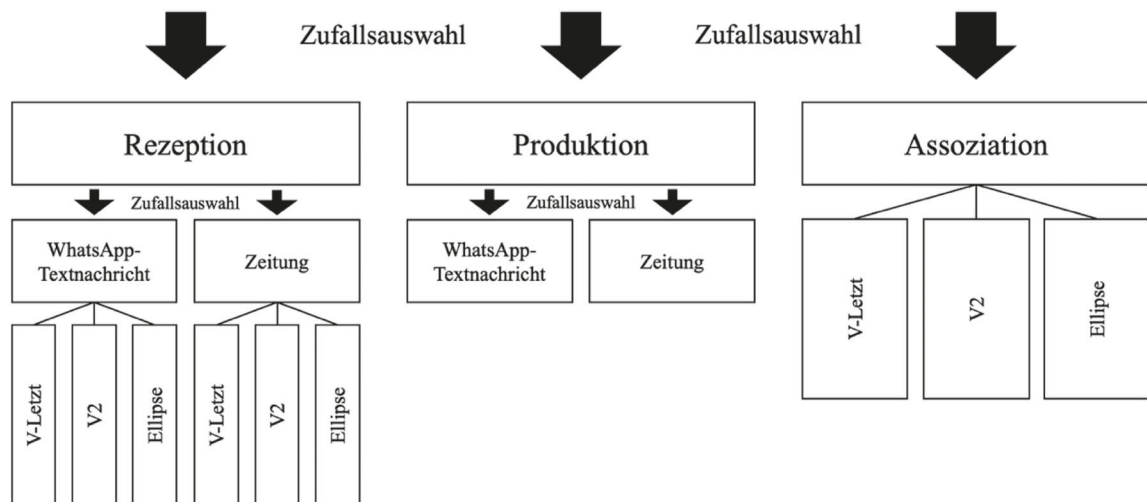 Zufallsauswahl
Zufallsauswahl
Rezeption
Produktion
Assoziation
Zufallsauswahl
Zufallsauswahl
WhatsApp-
Textnachricht
Zeitung
WhatsApp-
Textnachricht
Zeitung
V-Letzt
V2
Ellipse
V-Letzt
V2
Ellipse
V-Letzt
V2
Ellipse